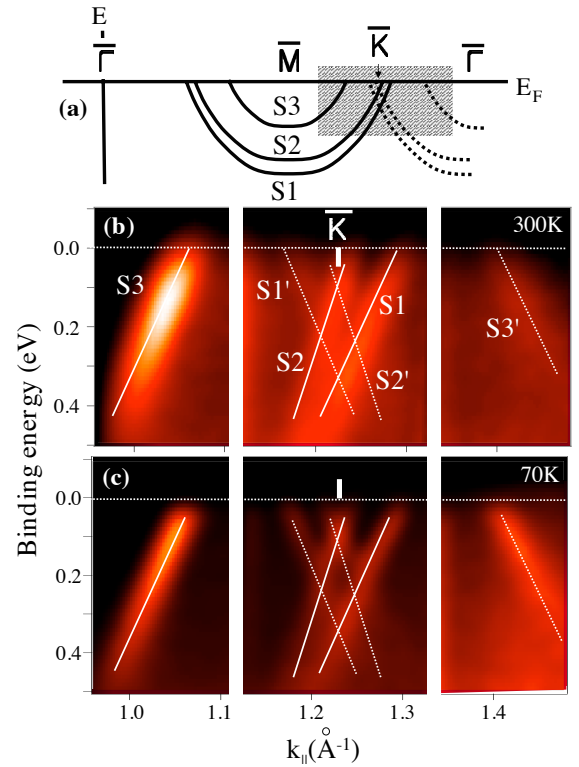 E
Γ̅ M̅ K̅ Γ̅
E_F
(a)
S3
S2
S1
(b) K̅ 300K
0.0
S3
S1' S1
S3'
0.2
S2
S2'
0.4
(c) 70K
0.0
0.2
0.4
1.0 1.1 1.2 1.3 1.4
Binding energy (eV)
k||(Å⁻¹)